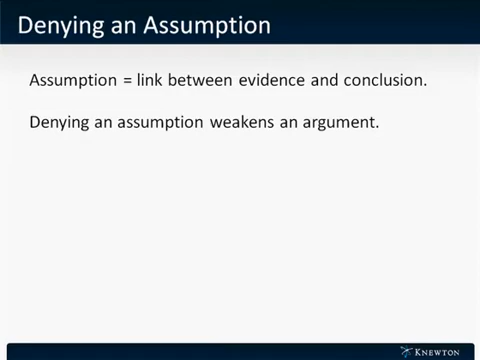 Denying an Assumption
Assumption = link between evidence and conclusion.
Denying an assumption weakens an argument.
KNEWTON